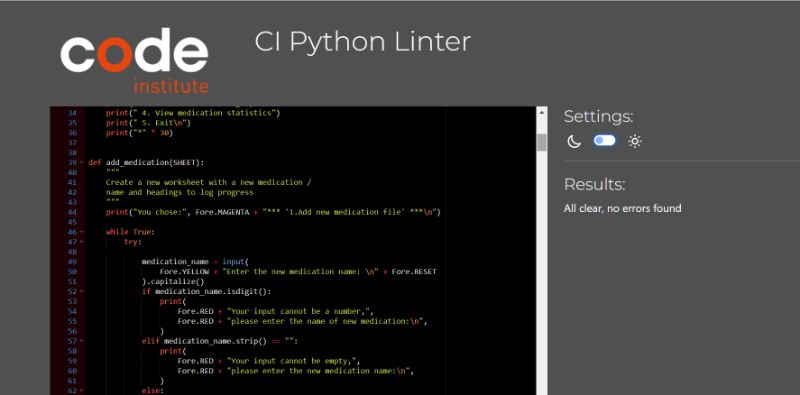 code
institute
CI Python Linter
34 print(" 4. View medication statistics")
35 print(" 5. Exit\n")
36 print("*" * 30)
37
38
39 def add_medication(SHEET):
40 """
41 Create a new worksheet with a new medication /
42 name and headings to log progress
43 """
44 print("You chose:", Fore.MAGENTA + "*** '1.Add new medication file' ***\n")
45
46 while True:
47 try:
48
49 medication_name = input(
50 Fore.YELLOW + "Enter the new medication name: \n" + Fore.RESET
51 ).capitalize()
52 if medication_name.isdigit():
53 print(
54 Fore.RED + "Your input cannot be a number,",
55 Fore.RED + "please enter the name of new medication:\n",
56 )
57 elif medication_name.strip() == "":
58 print(
59 Fore.RED + "Your input cannot be empty,",
60 Fore.RED + "please enter the new medication name:\n",
61 )
62 else:
Settings:
Results:
All clear, no errors found